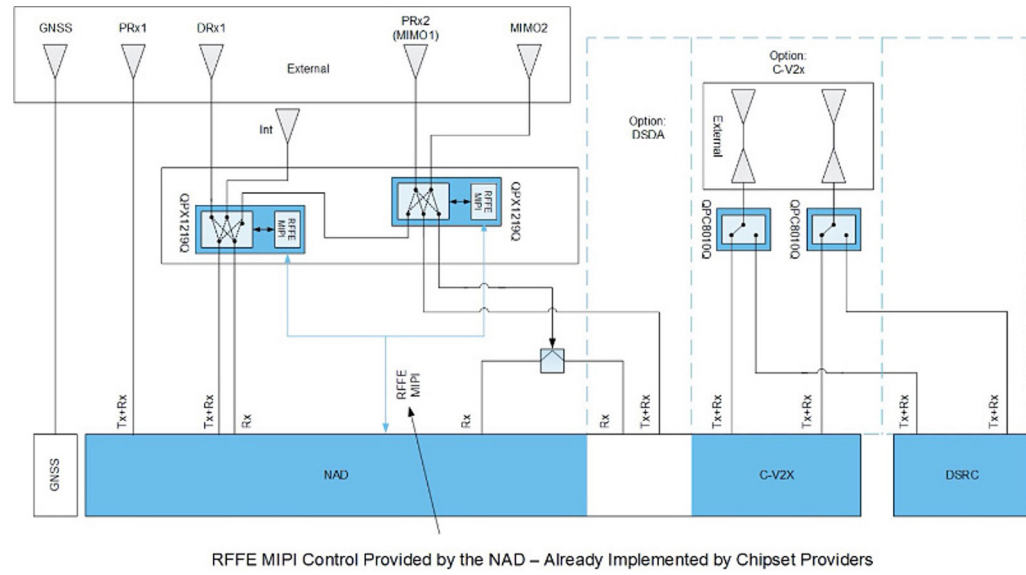 GNSS
PRx1
DRx1
PRx2
(MIMO1)
MIMO2
External
Int
Option:
C-V2x
Option:
DSDA
External
QPX1219Q
RFFE
MIPI
QPX1219Q
RFFE
MIPI
QPC8010Q
QPC8010Q
RFFE
MIPI
Tx+Rx
Tx+Rx
Rx
Rx
Rx
Tx+Rx
Tx+Rx
Tx+Rx
Tx+Rx
Tx+Rx
GNSS
NAD
C-V2X
DSRC
RFFE MIPI Control Provided by the NAD – Already Implemented by Chipset Providers